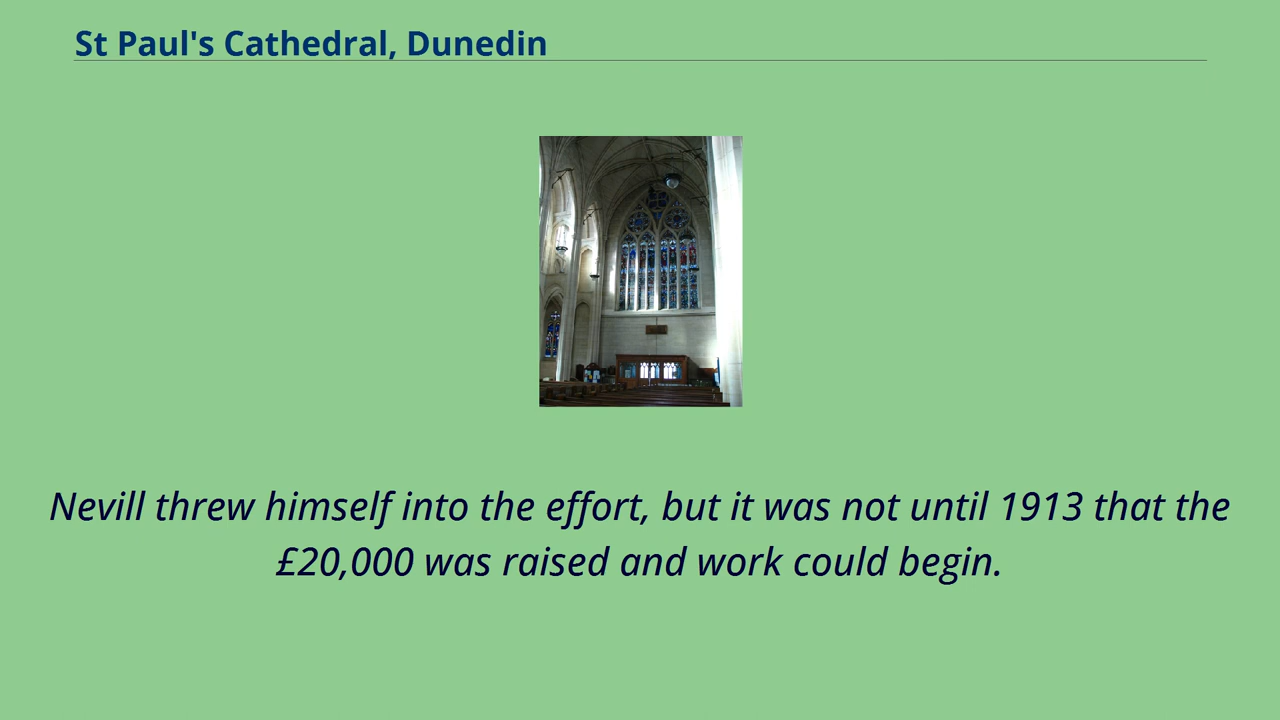 St Paul's Cathedral, Dunedin
Nevill threw himself into the effort, but it was not until 1913 that the
£20,000 was raised and work could begin.